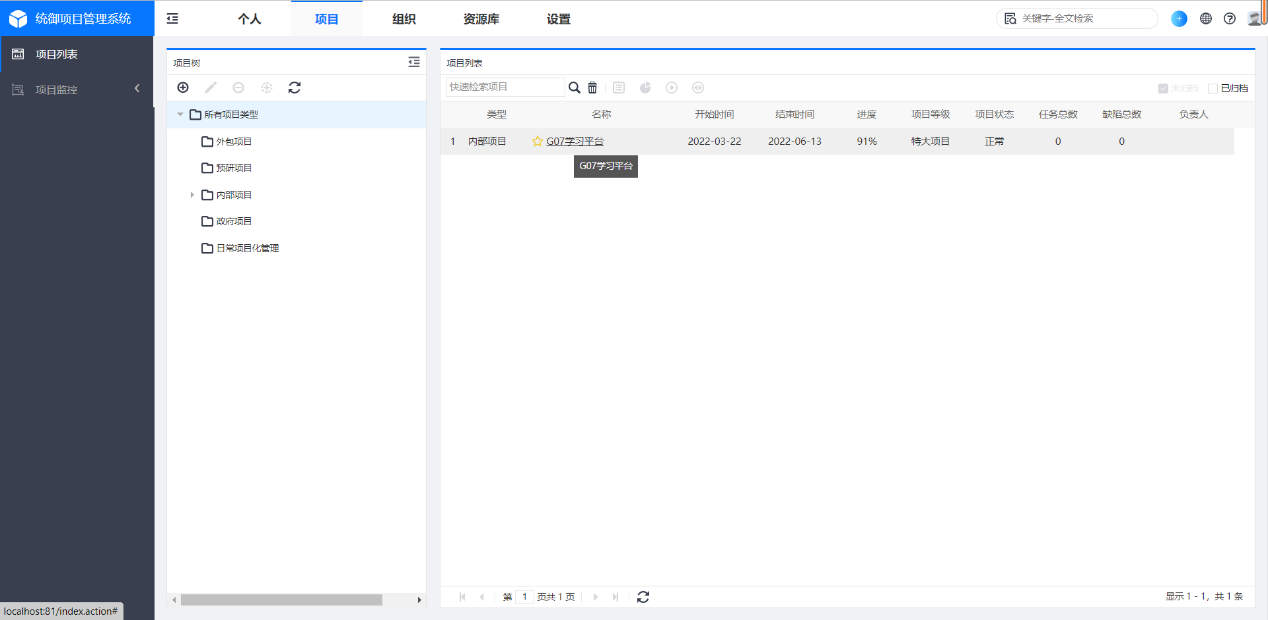 统御项目管理系统
个人 项目 组织 资源库 设置
关键字-全文检索
项目列表
项目监控
项目树
所有项目类型
外包项目
预研项目
内部项目
政府项目
日常项目化管理
项目列表
快速检索项目
未归档 已归档
类型 名称 开始时间 结束时间 进度 项目等级 项目状态 任务总数 缺陷总数 负责人
1 内部项目 G07学习平台 2022-03-22 2022-06-13 91% 特大项目 正常 0 0
G07学习平台
第 1 页共 1 页
显示 1 - 1，共 1 条
localhost:81/index.action#